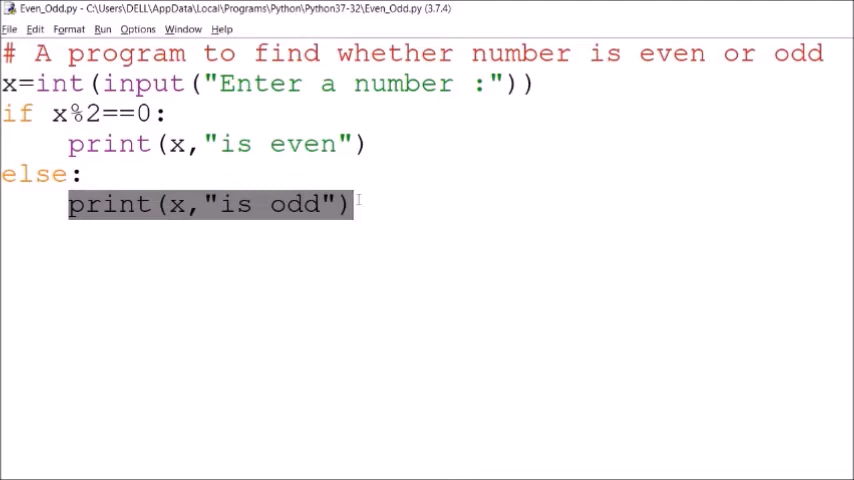 Even_Odd.py - C:\Users\DELL\AppData\Local\Programs\Python\Python37-32\Even_Odd.py (3.7.4)
File Edit Format Run Options Window Help
# A program to find whether number is even or odd
x=int(input("Enter a number :"))
if x%2==0:
    print(x,"is even")
else:
    print(x,"is odd")